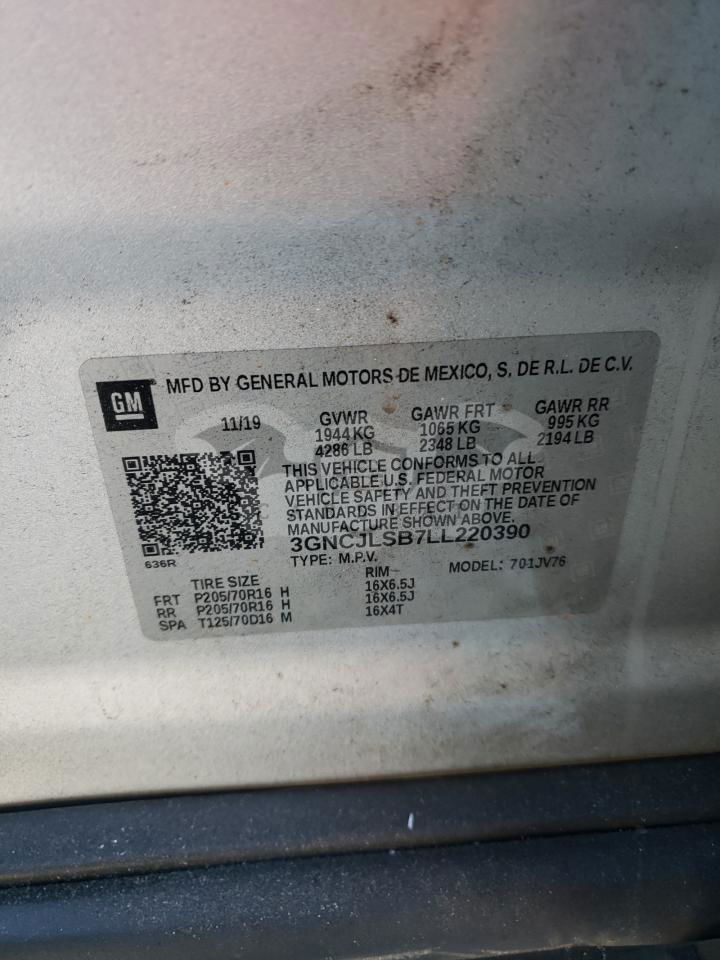 GM MFD BY GENERAL MOTORS DE MEXICO, S. DE R.L. DE C.V.
11/19 GVWR GAWR FRT GAWR RR
1944 KG 1065 KG 995 KG
4286 LB 2348 LB 2194 LB
THIS VEHICLE CONFORMS TO ALL
APPLICABLE U.S. FEDERAL MOTOR
VEHICLE SAFETY AND THEFT PREVENTION
STANDARDS IN EFFECT ON THE DATE OF
MANUFACTURE SHOWN ABOVE.
3GNCJLSB7LL220390
636R TYPE: M.P.V. MODEL: 701JV76
TIRE SIZE RIM
FRT P205/70R16 H 16X6.5J
RR P205/70R16 H 16X6.5J
SPA T125/70D16 M 16X4T